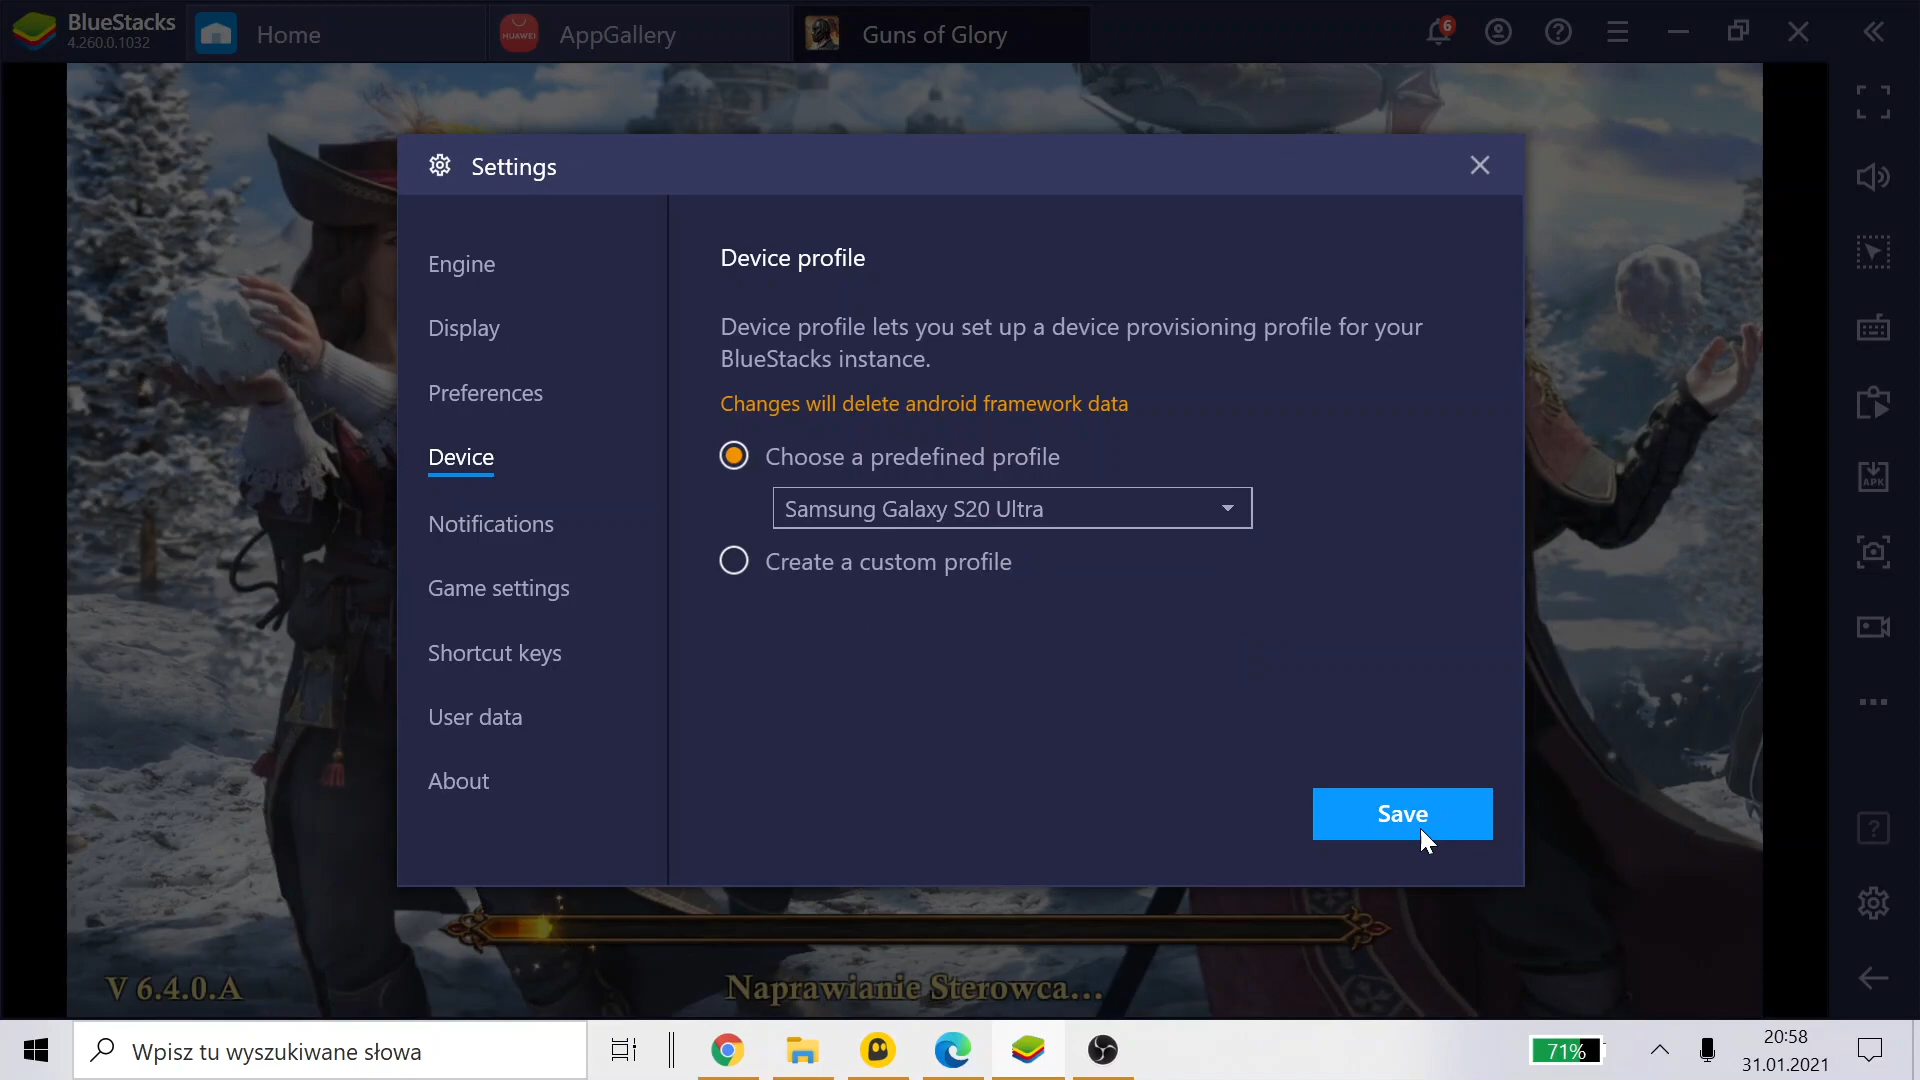 BlueStacks
4.260.0.1032
Home
HUAWEI
AppGallery
Guns of Glory
6
Settings
Engine
Display
Preferences
Device
Notifications
Game settings
Shortcut keys
User data
About
Device profile
Device profile lets you set up a device provisioning profile for your
BlueStacks instance.
Changes will delete android framework data
Choose a predefined profile
Samsung Galaxy S20 Ultra
Create a custom profile
Save
APK
V 6.4.0.A
Naprawianie Sterowca...
Wpisz tu wyszukiwane słowa
71%
20:58
31.01.2021